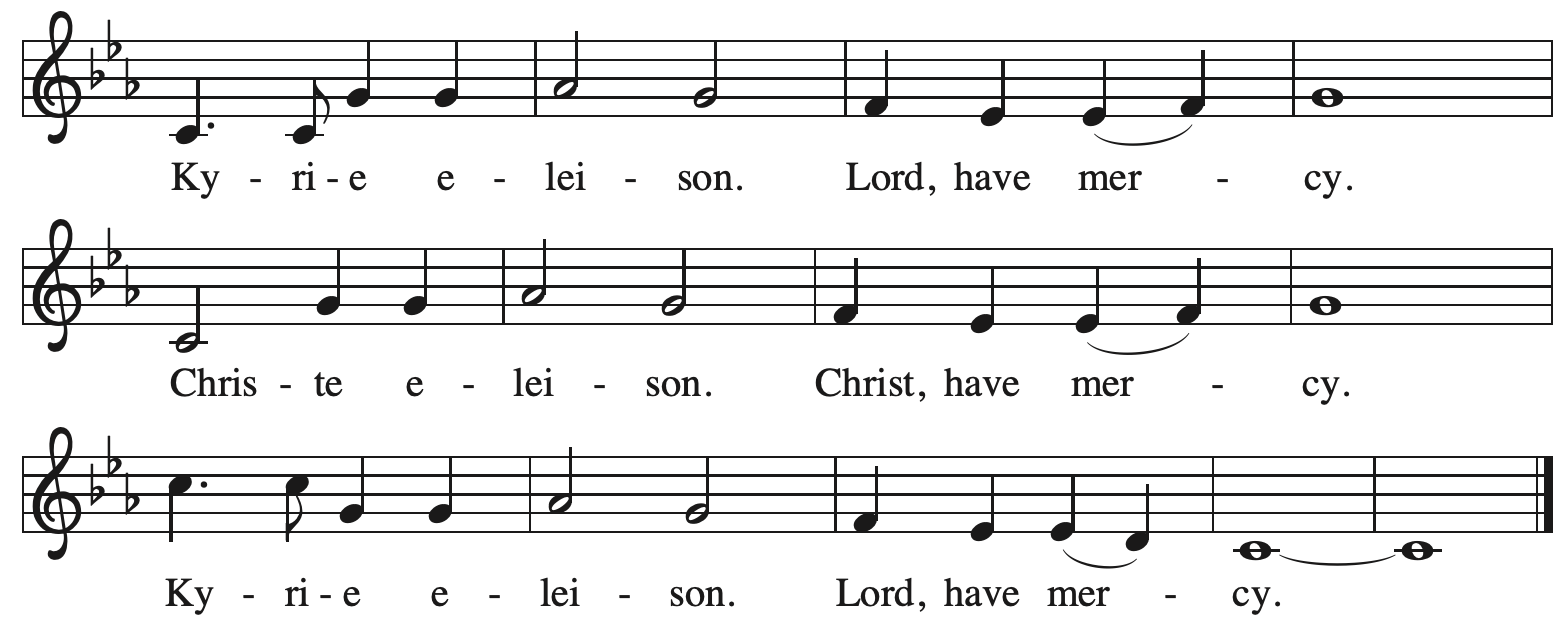 Ky - ri - e e - lei - son. Lord, have mer - cy.
Chris - te e - lei - son. Christ, have mer - cy.
Ky - ri - e e - lei - son. Lord, have mer - cy.